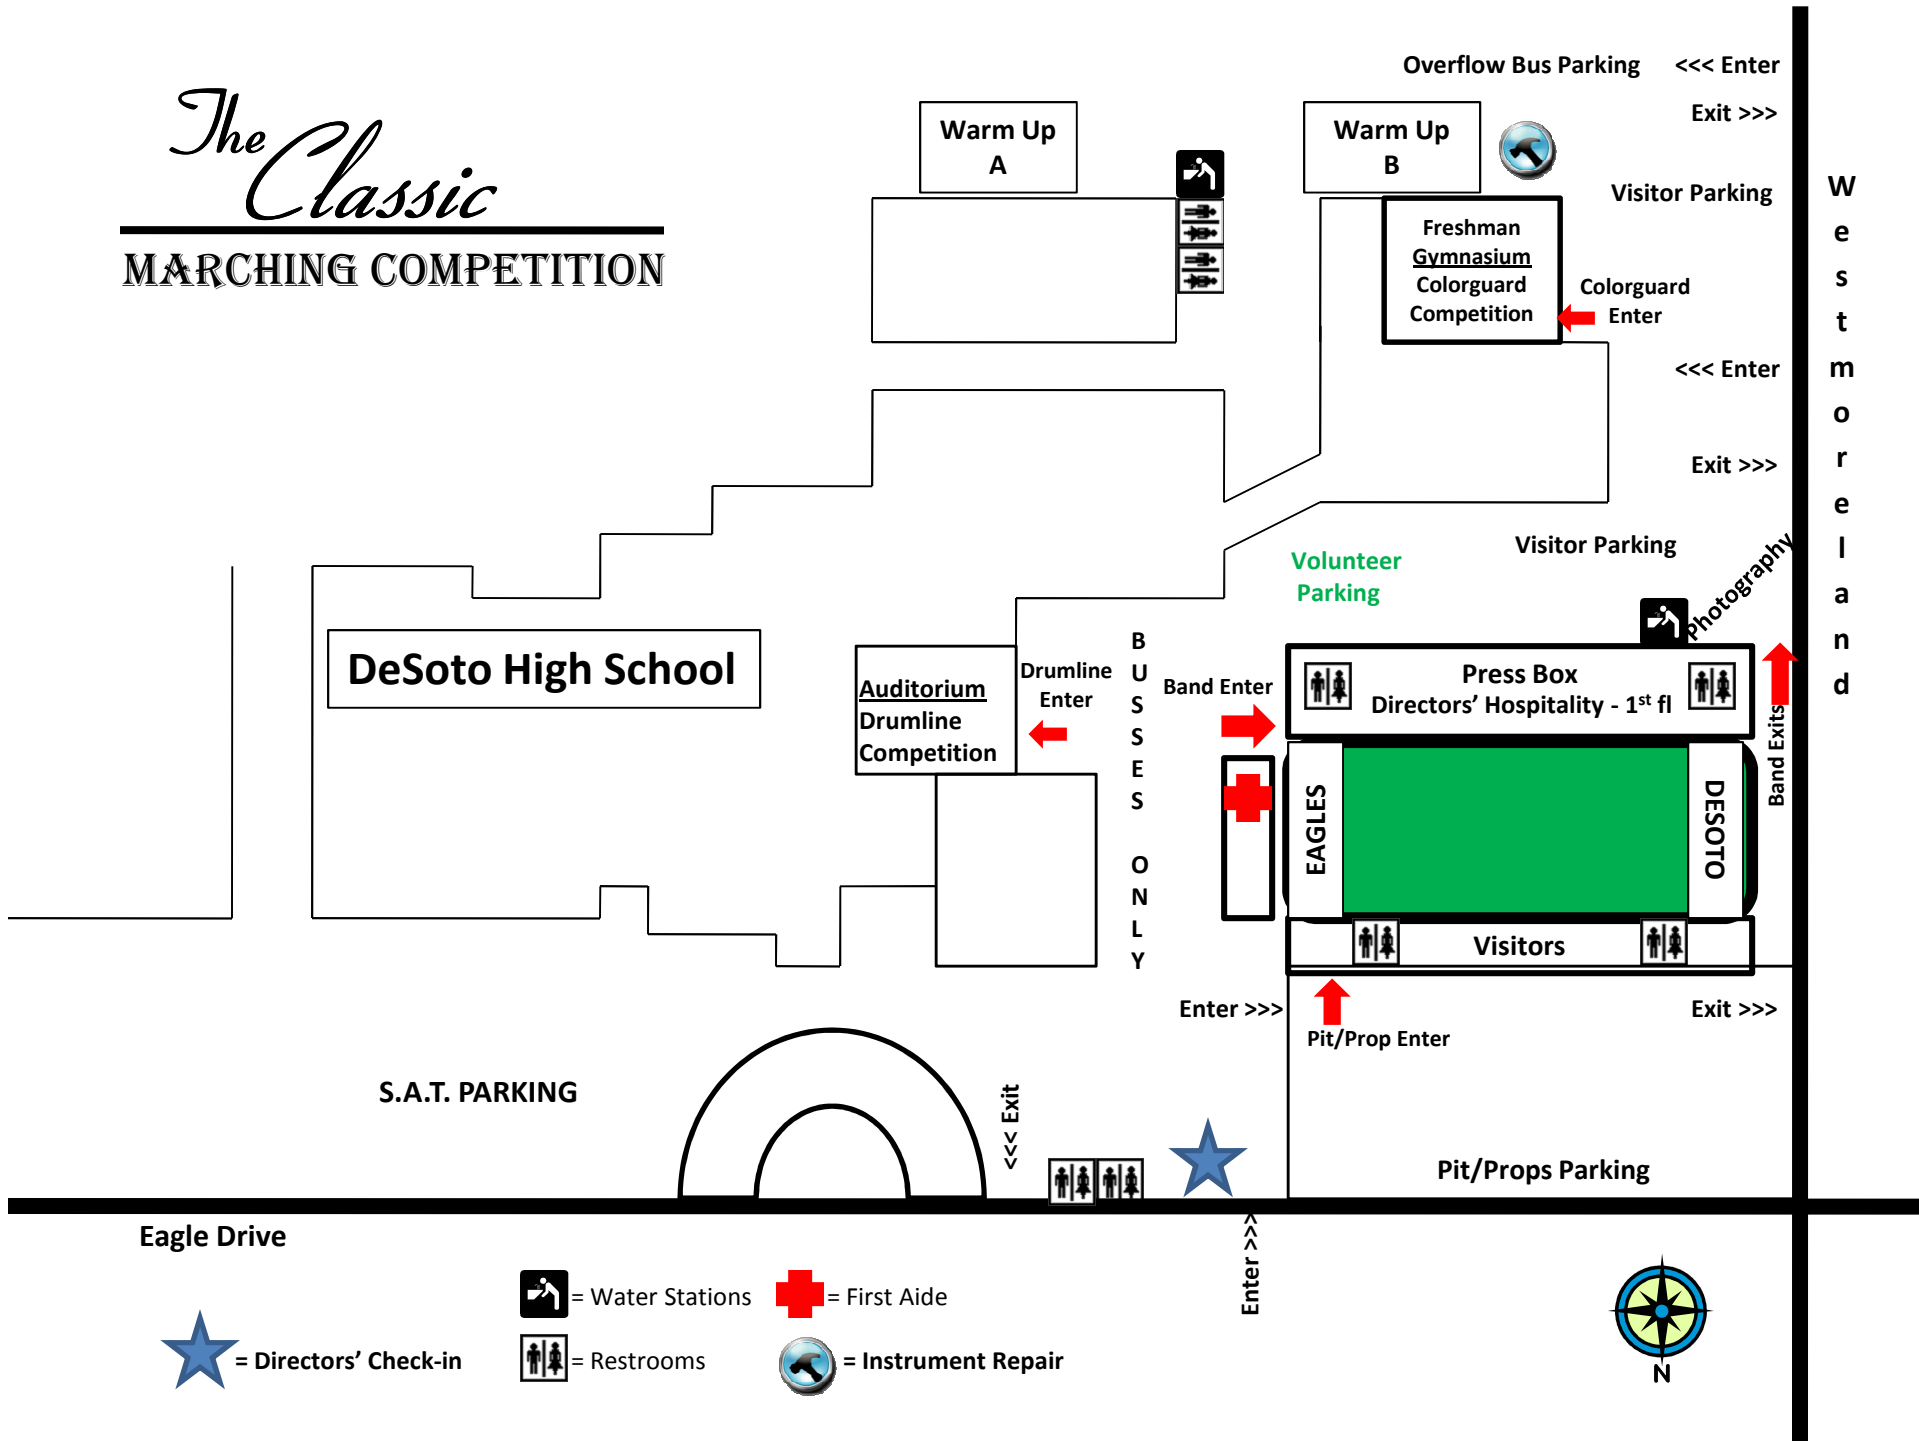 The
Classic
MARCHING COMPETITION
Overflow Bus Parking <<< Enter
Exit >>>
Warm Up
A
Warm Up
B
Visitor Parking
Westmoreland
Freshman
Gymnasium
Colorguard
Competition
Colorguard
Enter
<<< Enter
Exit >>>
Visitor Parking
Volunteer
Parking
Photography
DeSoto High School
Auditorium
Drumline
Competition
Drumline
Enter
BUSSES ONLY
Band Enter
Press Box
Directors’ Hospitality - 1st fl
Band Exits
EAGLES
DESOTO
Visitors
Enter >>>
Exit >>>
Pit/Prop Enter
S.A.T. PARKING
<<< Exit
Pit/Props Parking
Eagle Drive
Enter >>>
= Water Stations
= First Aide
= Directors’ Check-in
= Restrooms
= Instrument Repair
N